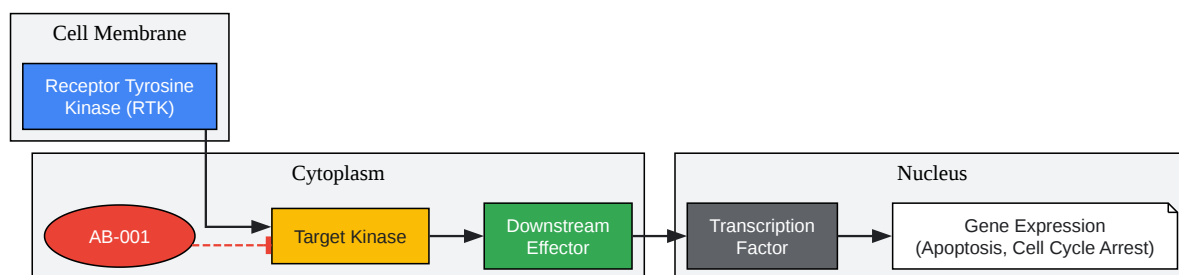 Cell Membrane
Receptor Tyrosine
Kinase (RTK)
Cytoplasm
AB-001
Target Kinase
Downstream
Effector
Nucleus
Transcription
Factor
Gene Expression
(Apoptosis, Cell Cycle Arrest)